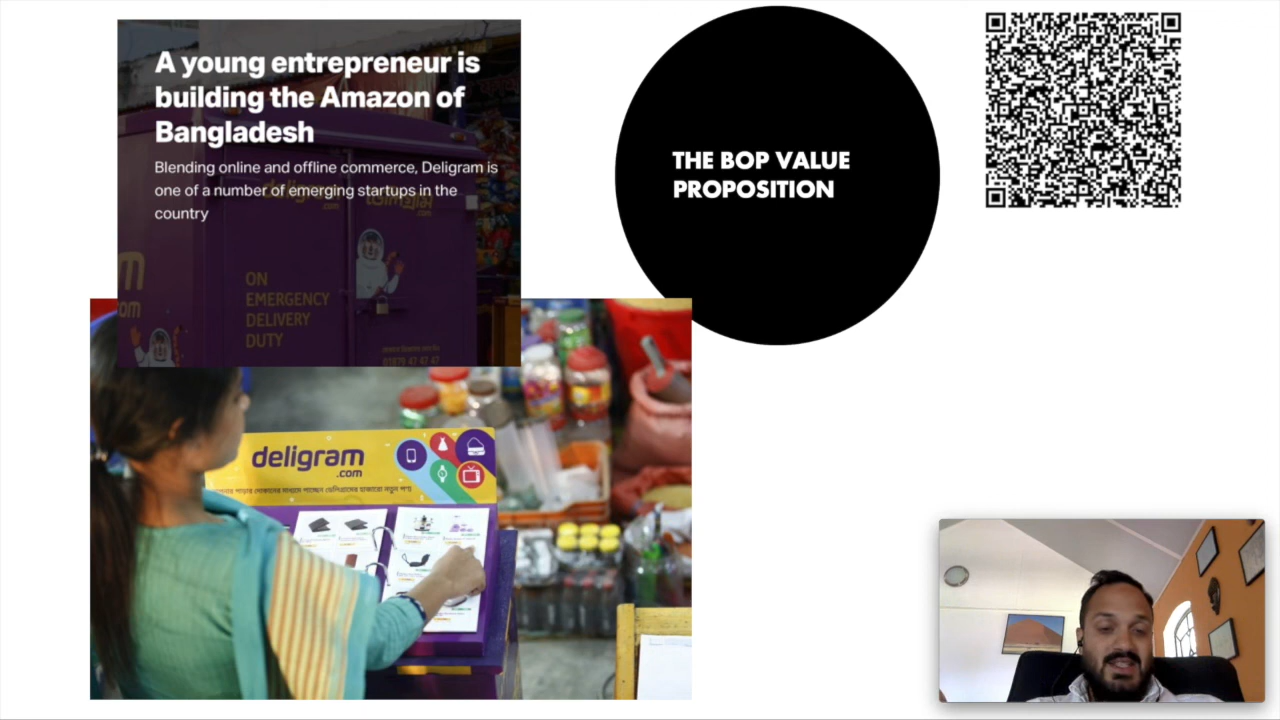 A young entrepreneur is
building the Amazon of
Bangladesh
Blending online and offline commerce, Deligram is
one of a number of emerging startups in the
country
ON
EMERGENCY
DELIVERY
DUTY
THE BOP VALUE
PROPOSITION
deligram
.com